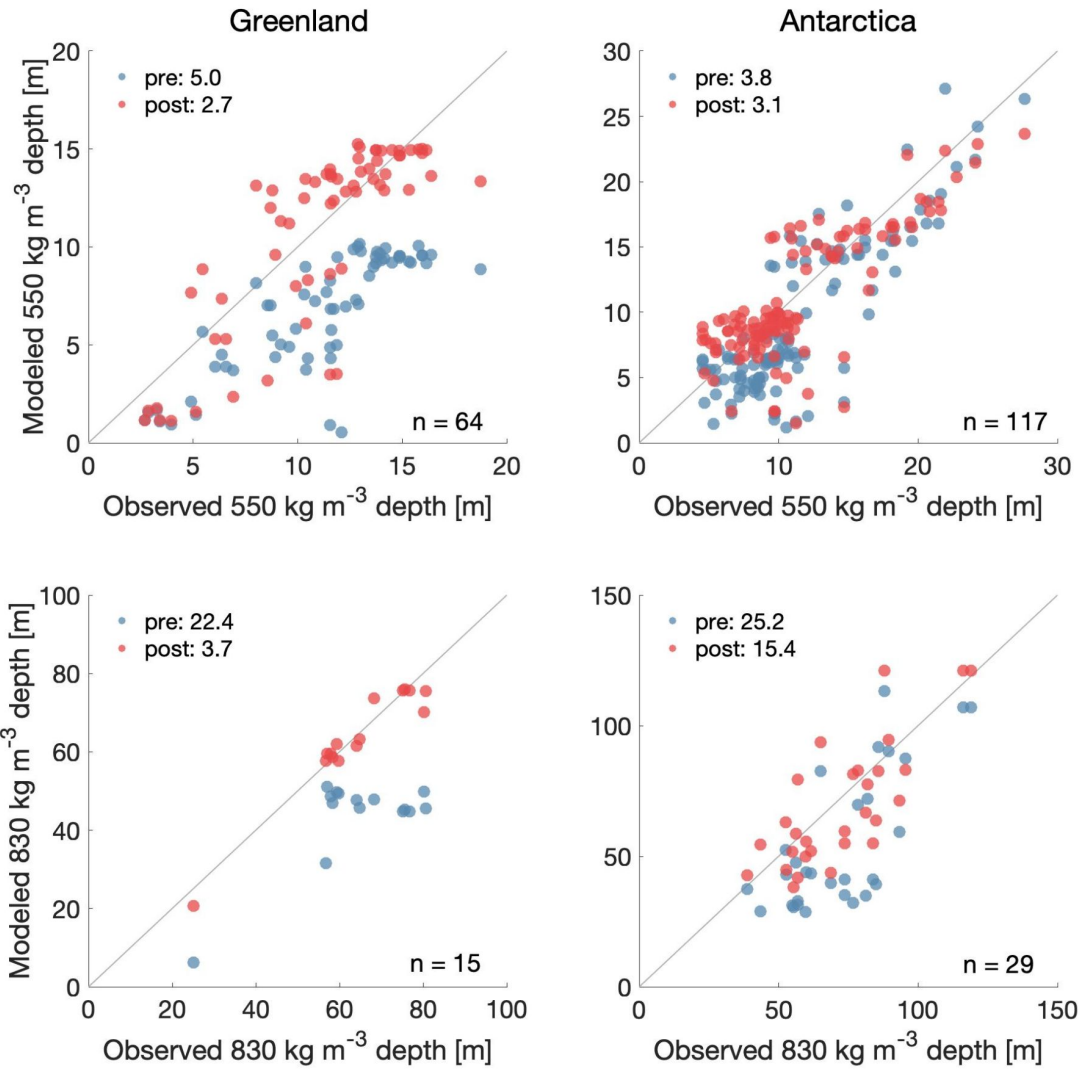 Greenland
Antarctica
Modeled 550 kg m⁻³ depth [m]
20
15
10
5
0
pre: 5.0
post: 2.7
n = 64
0 5 10 15 20
Observed 550 kg m⁻³ depth [m]
30
25
20
15
10
5
0
pre: 3.8
post: 3.1
n = 117
0 10 20 30
Observed 550 kg m⁻³ depth [m]
Modeled 830 kg m⁻³ depth [m]
100
80
60
40
20
0
pre: 22.4
post: 3.7
n = 15
0 20 40 60 80 100
Observed 830 kg m⁻³ depth [m]
150
100
50
0
pre: 25.2
post: 15.4
n = 29
0 50 100 150
Observed 830 kg m⁻³ depth [m]